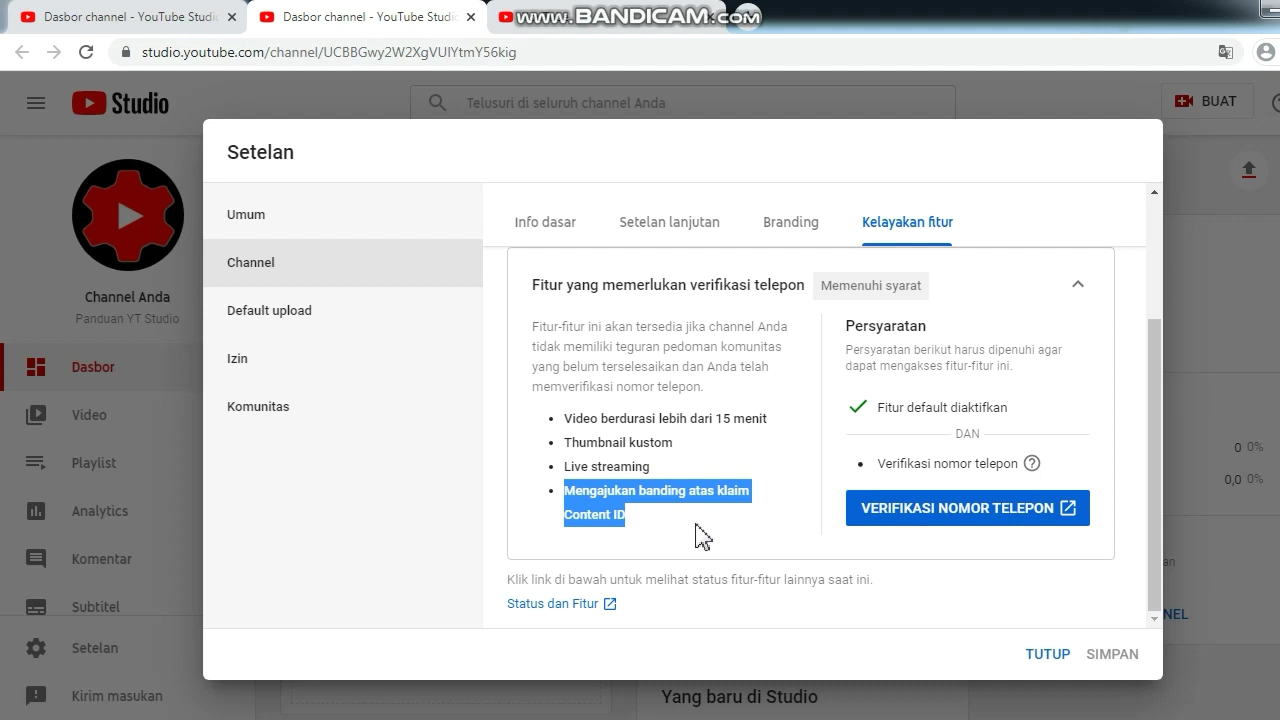 Dasbor channel - YouTube Studio
Dasbor channel - YouTube Studio
www.BANDICAM.com
studio.youtube.com/channel/UCBBGwy2W2XgVUIYtmY56kig
Studio
Telusuri di seluruh channel Anda
BUAT
Channel Anda
Panduan YT Studio
Dasbor
Video
Playlist
Analytics
Komentar
Subtitel
Setelan
Kirim masukan
Setelan
Umum
Channel
Default upload
Izin
Komunitas
Info dasar
Setelan lanjutan
Branding
Kelayakan fitur
Fitur yang memerlukan verifikasi telepon
Memenuhi syarat
Fitur-fitur ini akan tersedia jika channel Anda
tidak memiliki teguran pedoman komunitas
yang belum terselesaikan dan Anda telah
memverifikasi nomor telepon.
• Video berdurasi lebih dari 15 menit
• Thumbnail kustom
• Live streaming
• Mengajukan banding atas klaim
Content ID
Persyaratan
Persyaratan berikut harus dipenuhi agar
dapat mengakses fitur-fitur ini.
Fitur default diaktifkan
DAN
• Verifikasi nomor telepon
VERIFIKASI NOMOR TELEPON
Klik link di bawah untuk melihat status fitur-fitur lainnya saat ini.
Status dan Fitur
TUTUP
SIMPAN
0 0%
0,0 0%
an
NEL
Yang baru di Studio